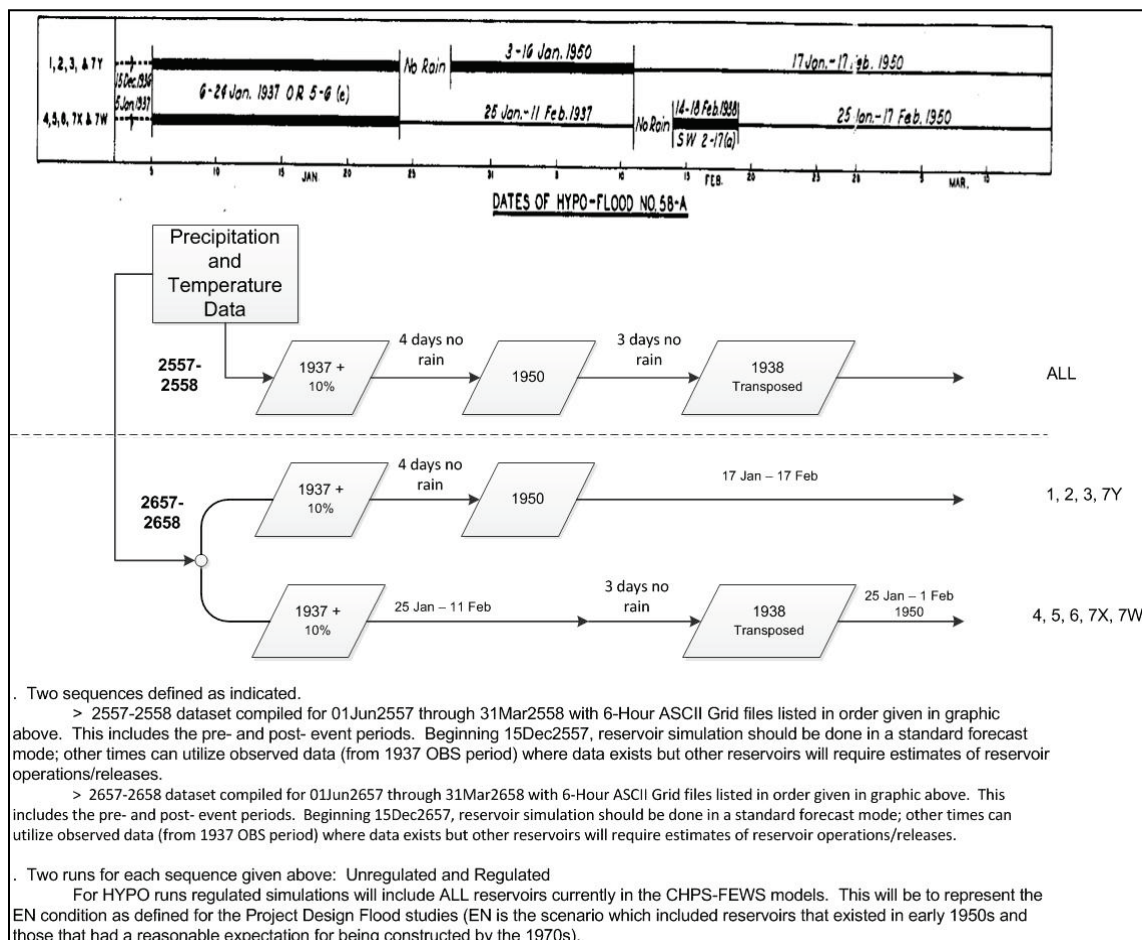 1, 2, 3, & 7Y
15 Dec. 1936
5 Jan 1937
4, 5, 6, 7X & 7W
6-24 Jan. 1937 OR 5-6 (e)
No Rain
3-16 Jan. 1950
17 Jan.-17 Feb. 1950
25 Jan.-11 Feb. 1937
No Rain
14-18 Feb. 1938
SW 2-17(a)
25 Jan.-17 Feb. 1950
5 10 15 20 25 31 5 10 15 20 25 28 5 10
JAN. FEB. MAR.
DATES OF HYPO-FLOOD NO. 58-A
Precipitation
and
Temperature
Data
2557-
2558
1937 +
10%
4 days no
rain
1950
3 days no
rain
1938
Transposed
ALL
2657-
2658
1937 +
10%
4 days no
rain
1950
17 Jan – 17 Feb
1, 2, 3, 7Y
1937 +
10%
25 Jan – 11 Feb
3 days no
rain
1938
Transposed
25 Jan – 1 Feb
1950
4, 5, 6, 7X, 7W
. Two sequences defined as indicated.
> 2557-2558 dataset compiled for 01Jun2557 through 31Mar2558 with 6-Hour ASCII Grid files listed in order given in graphic
above. This includes the pre- and post- event periods. Beginning 15Dec2557, reservoir simulation should be done in a standard forecast
mode; other times can utilize observed data (from 1937 OBS period) where data exists but other reservoirs will require estimates of reservoir
operations/releases.
> 2657-2658 dataset compiled for 01Jun2657 through 31Mar2658 with 6-Hour ASCII Grid files listed in order given in graphic above. This
includes the pre- and post- event periods. Beginning 15Dec2657, reservoir simulation should be done in a standard forecast mode; other times can
utilize observed data (from 1937 OBS period) where data exists but other reservoirs will require estimates of reservoir operations/releases.
. Two runs for each sequence given above: Unregulated and Regulated
For HYPO runs regulated simulations will include ALL reservoirs currently in the CHPS-FEWS models. This will be to represent the
EN condition as defined for the Project Design Flood studies (EN is the scenario which included reservoirs that existed in early 1950s and
those that had a reasonable expectation for being constructed by the 1970s).